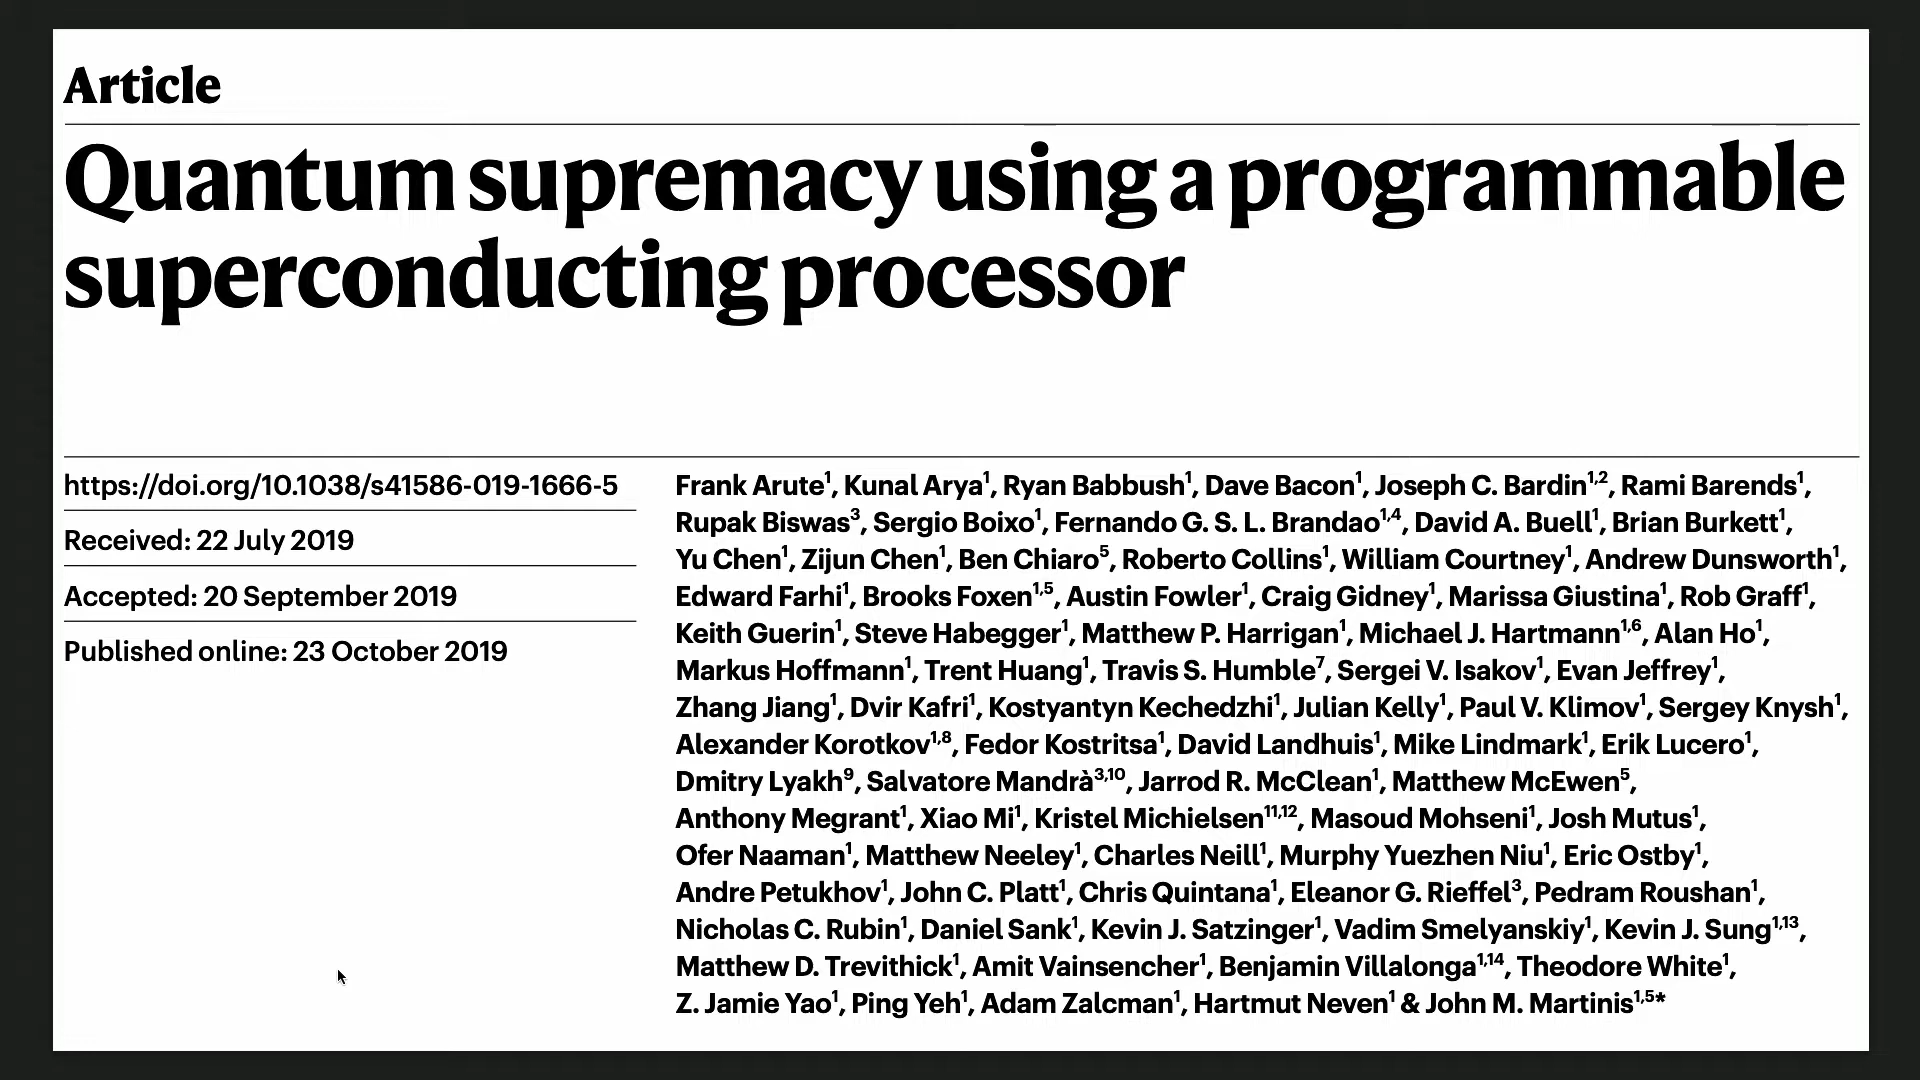 Article
Quantum supremacy using a programmable
superconducting processor
https://doi.org/10.1038/s41586-019-1666-5
Received: 22 July 2019
Accepted: 20 September 2019
Published online: 23 October 2019
Frank Arute1, Kunal Arya1, Ryan Babbush1, Dave Bacon1, Joseph C. Bardin1,2, Rami Barends1,
Rupak Biswas3, Sergio Boixo1, Fernando G. S. L. Brandao1,4, David A. Buell1, Brian Burkett1,
Yu Chen1, Zijun Chen1, Ben Chiaro5, Roberto Collins1, William Courtney1, Andrew Dunsworth1,
Edward Farhi1, Brooks Foxen1,5, Austin Fowler1, Craig Gidney1, Marissa Giustina1, Rob Graff1,
Keith Guerin1, Steve Habegger1, Matthew P. Harrigan1, Michael J. Hartmann1,6, Alan Ho1,
Markus Hoffmann1, Trent Huang1, Travis S. Humble7, Sergei V. Isakov1, Evan Jeffrey1,
Zhang Jiang1, Dvir Kafri1, Kostyantyn Kechedzhi1, Julian Kelly1, Paul V. Klimov1, Sergey Knysh1,
Alexander Korotkov1,8, Fedor Kostritsa1, David Landhuis1, Mike Lindmark1, Erik Lucero1,
Dmitry Lyakh9, Salvatore Mandrà3,10, Jarrod R. McClean1, Matthew McEwen5,
Anthony Megrant1, Xiao Mi1, Kristel Michielsen11,12, Masoud Mohseni1, Josh Mutus1,
Ofer Naaman1, Matthew Neeley1, Charles Neill1, Murphy Yuezhen Niu1, Eric Ostby1,
Andre Petukhov1, John C. Platt1, Chris Quintana1, Eleanor G. Rieffel3, Pedram Roushan1,
Nicholas C. Rubin1, Daniel Sank1, Kevin J. Satzinger1, Vadim Smelyanskiy1, Kevin J. Sung1,13,
Matthew D. Trevithick1, Amit Vainsencher1, Benjamin Villalonga1,14, Theodore White1,
Z. Jamie Yao1, Ping Yeh1, Adam Zalcman1, Hartmut Neven1 & John M. Martinis1,5*